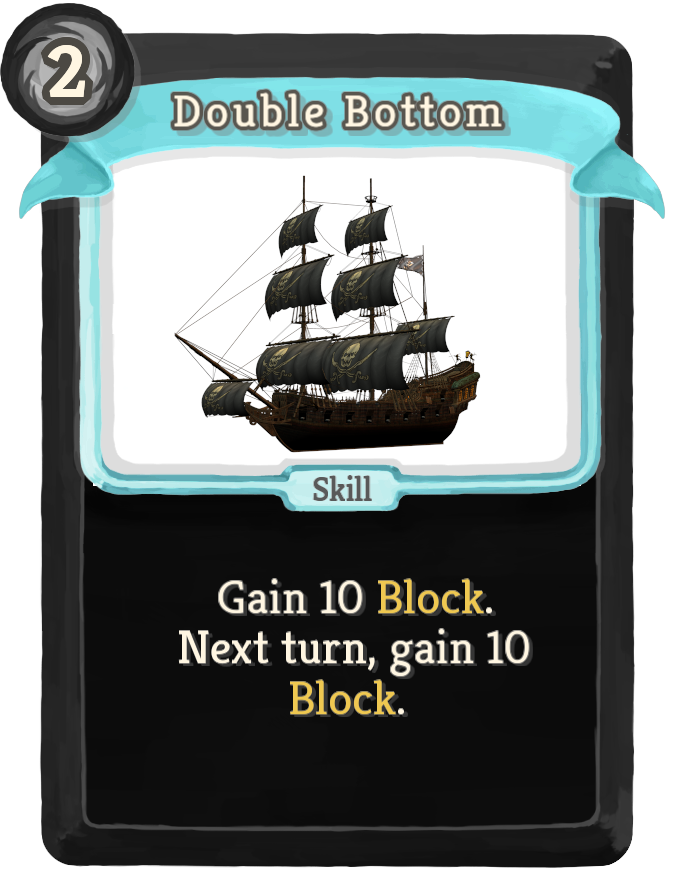 2
Double Bottom
Skill
Gain 10 Block.
Next turn, gain 10
Block.